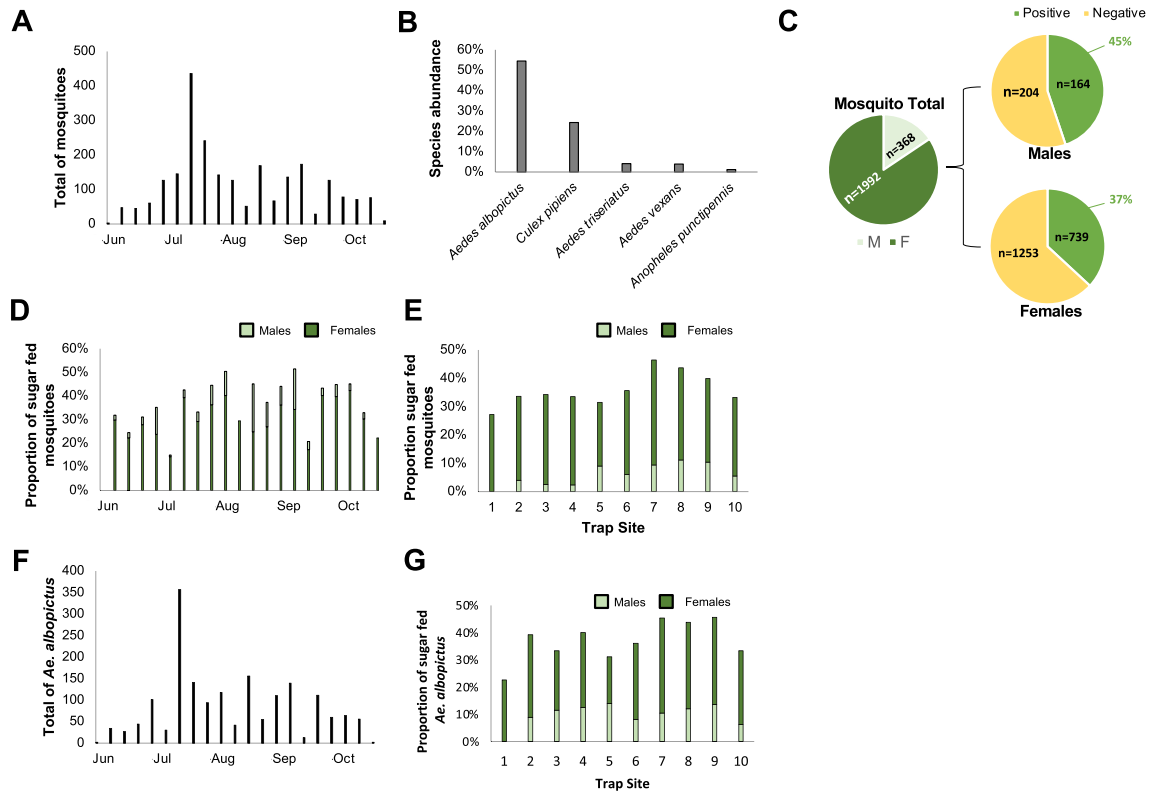 A
Total of mosquitoes
500
400
300
200
100
0
Jun Jul ·Aug Sep Oct
B
Species abundance
60%
50%
40%
30%
20%
10%
0%
Aedes albopictus
Culex pipiens
Aedes triseriatus
Aedes vexans
Anopheles punctipennis
C
Positive Negative
Mosquito Total
n=368
n=1992
M F
45%
n=204
n=164
Males
37%
n=1253
n=739
Females
D
Males Females
Proportion of sugar fed
mosquitoes
60%
50%
40%
30%
20%
10%
0%
Jun Jul Aug Sep Oct
E
Males Females
Proportion sugar fed
mosquitoes
50%
40%
30%
20%
10%
0%
1 2 3 4 5 6 7 8 9 10
Trap Site
F
Total of Ae. albopictus
400
350
300
250
200
150
100
50
0
Jun Jul Aug Sep ·Oct
G
Males Females
Proportion of sugar fed
Ae. albopictus
50%
40%
30%
20%
10%
0%
1 2 3 4 5 6 7 8 9 10
Trap Site